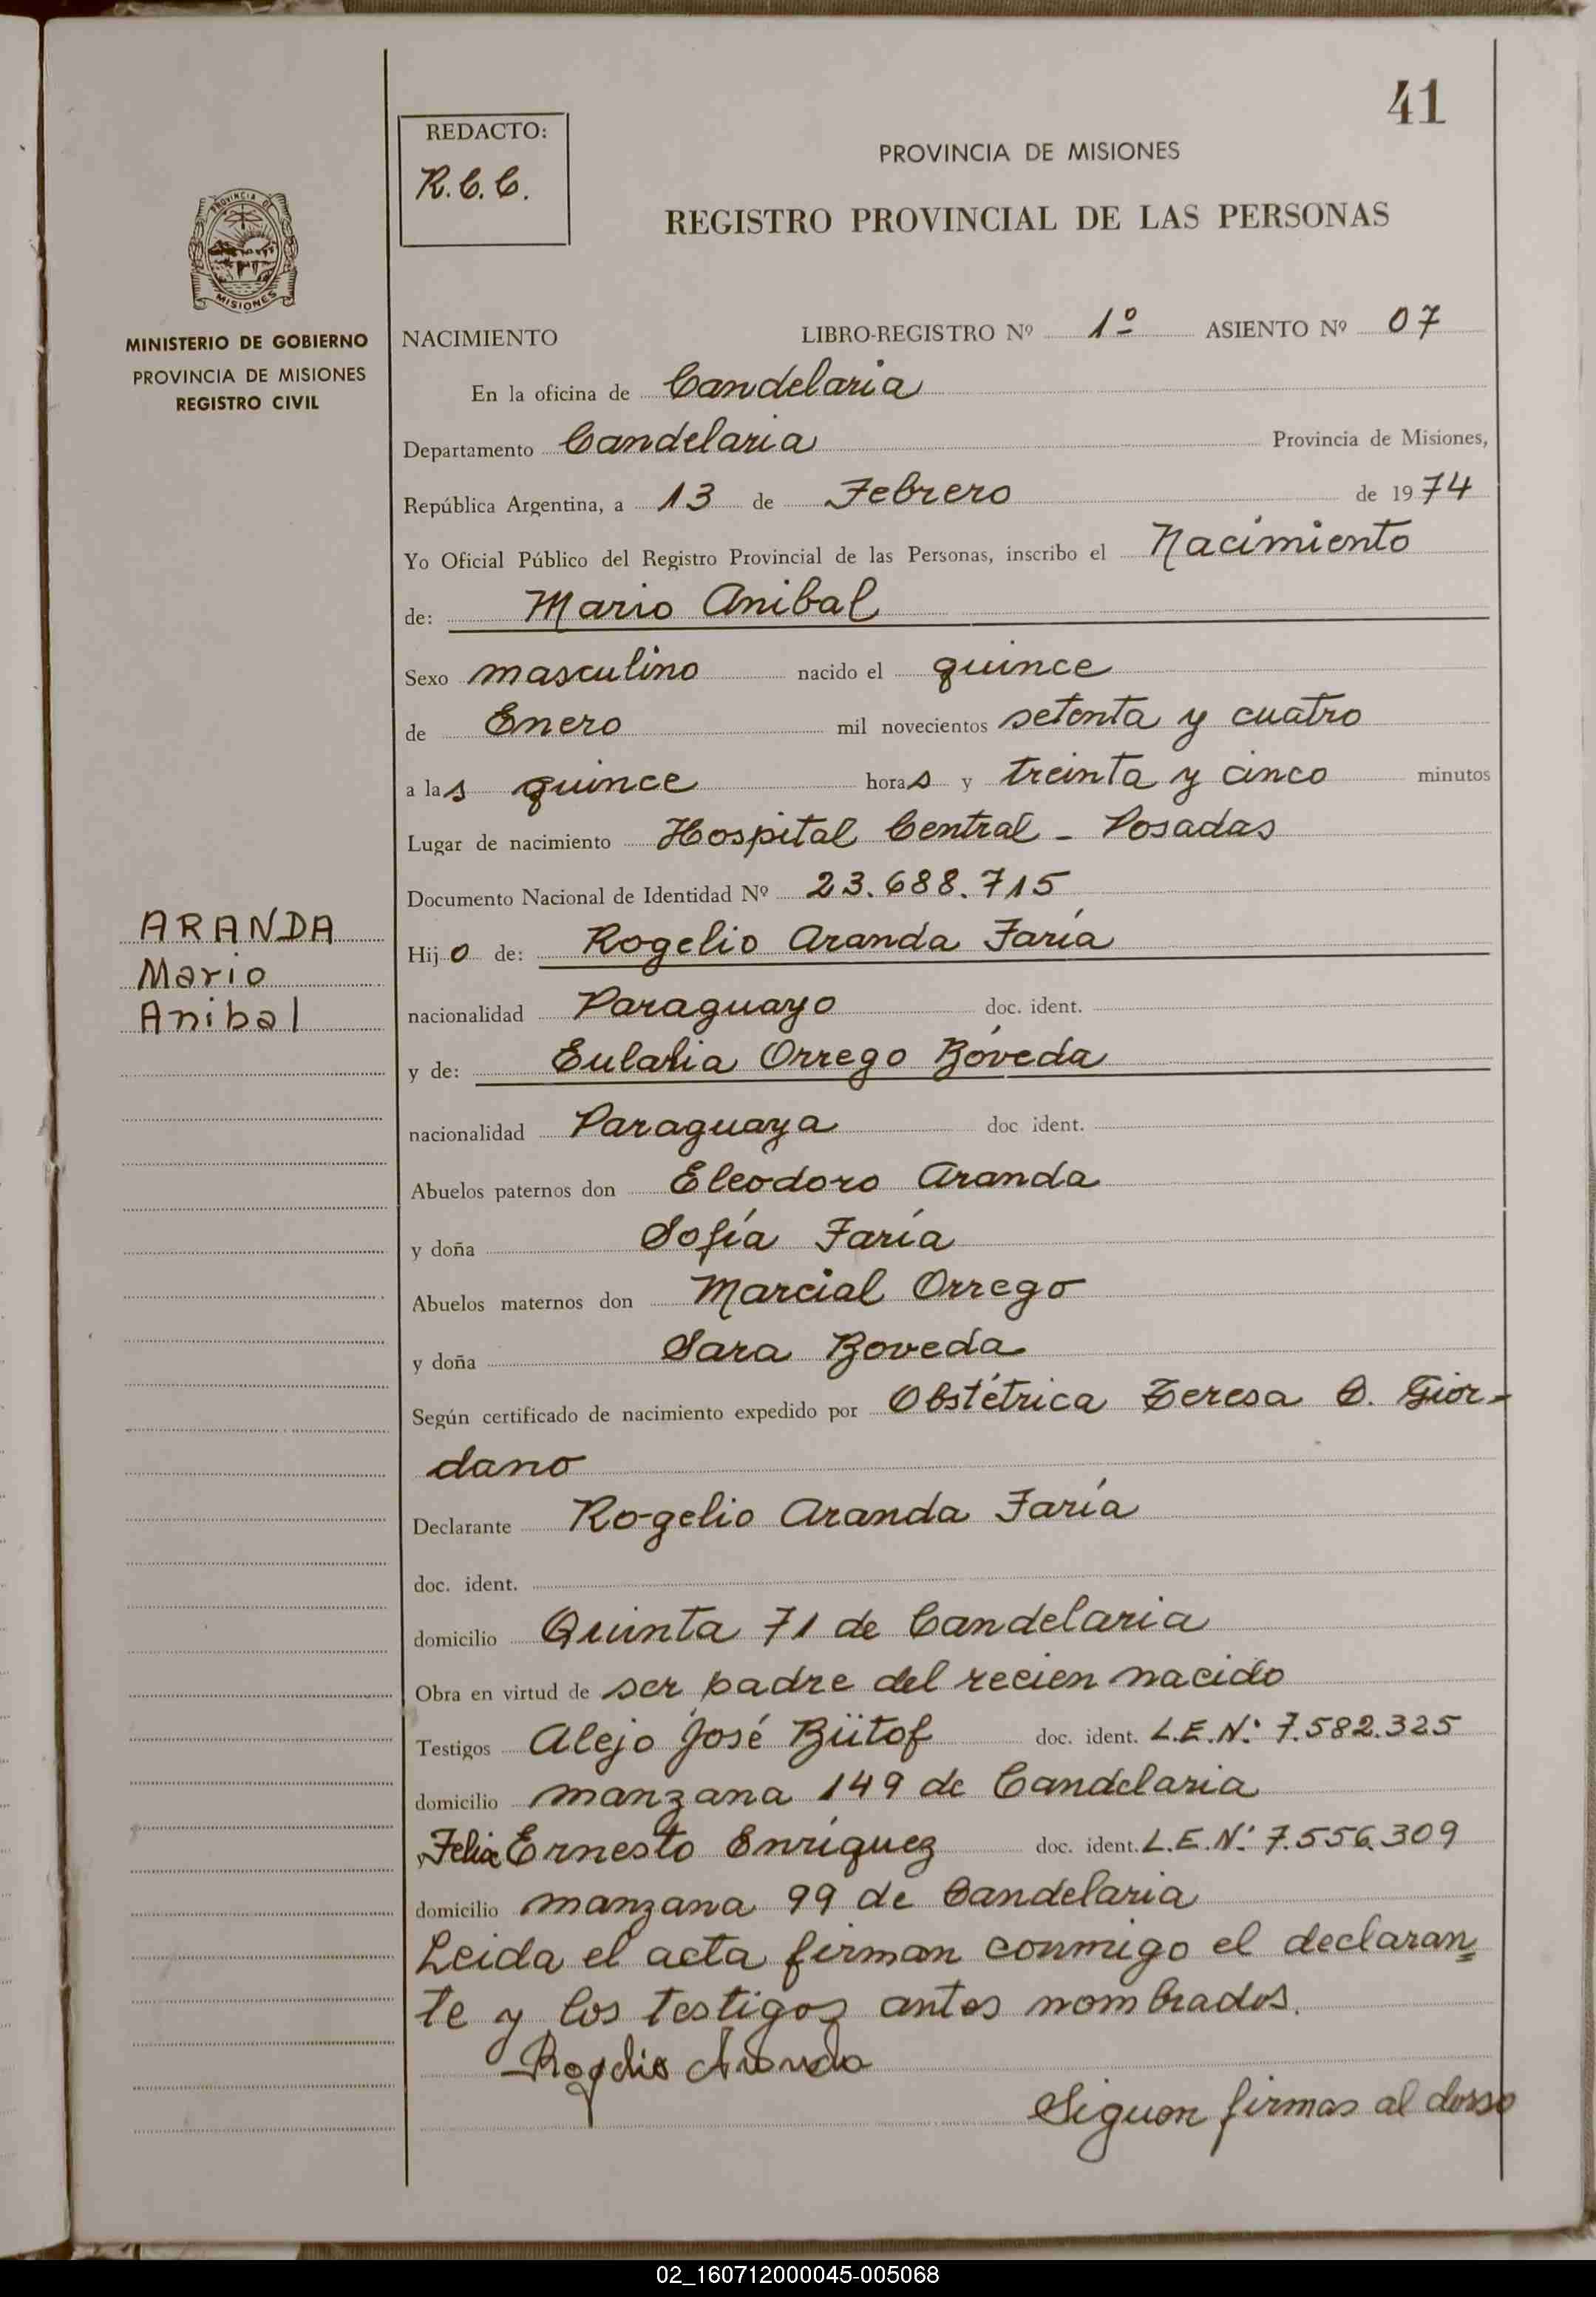 41
REDACTO:
R.C.C.
PROVINCIA DE MISIONES
REGISTRO PROVINCIAL DE LAS PERSONAS
PROVINCIA DE
MISIONES
MINISTERIO DE GOBIERNO
PROVINCIA DE MISIONES
REGISTRO CIVIL
NACIMIENTO LIBRO-REGISTRO Nº 1º ASIENTO Nº 07
En la oficina de Candelaria
Departamento Candelaria Provincia de Misiones,
República Argentina, a 13 de Febrero de 1974
Yo Oficial Público del Registro Provincial de las Personas, inscribo el Nacimiento
de: Mario Anibal
Sexo masculino nacido el quince
de Enero mil novecientos setenta y cuatro
a las quince horas y treinta y cinco minutos
Lugar de nacimiento Hospital Central - Posadas
Documento Nacional de Identidad Nº 23.688.715
ARANDA
Mario
Anibal
Hijo de: Rogelio Aranda Faría
nacionalidad Paraguayo doc. ident.
y de: Eulalia Orrego Bóveda
nacionalidad Paraguaya doc ident.
Abuelos paternos don Eleodoro Aranda
y doña Sofía Faría
Abuelos maternos don Marcial Orrego
y doña Sara Boveda
Según certificado de nacimiento expedido por Obstétrica Teresa C. Gior-
dano
Declarante Rogelio Aranda Faría
doc. ident.
domicilio Quinta 71 de Candelaria
Obra en virtud de ser padre del recien nacido
Testigos Alejo José Bütof doc. ident. L.E.N: 7.582.325
domicilio manzana 149 de Candelaria
Felix Ernesto Enríquez doc. ident. L.E.N: 7.556.309
domicilio manzana 99 de Candelaria
Leida el acta firman conmigo el declaran=
te y los testigos antes nombrados.
Rogelio Aranda
Siguen firmas al dorso
02_160712000045-005068